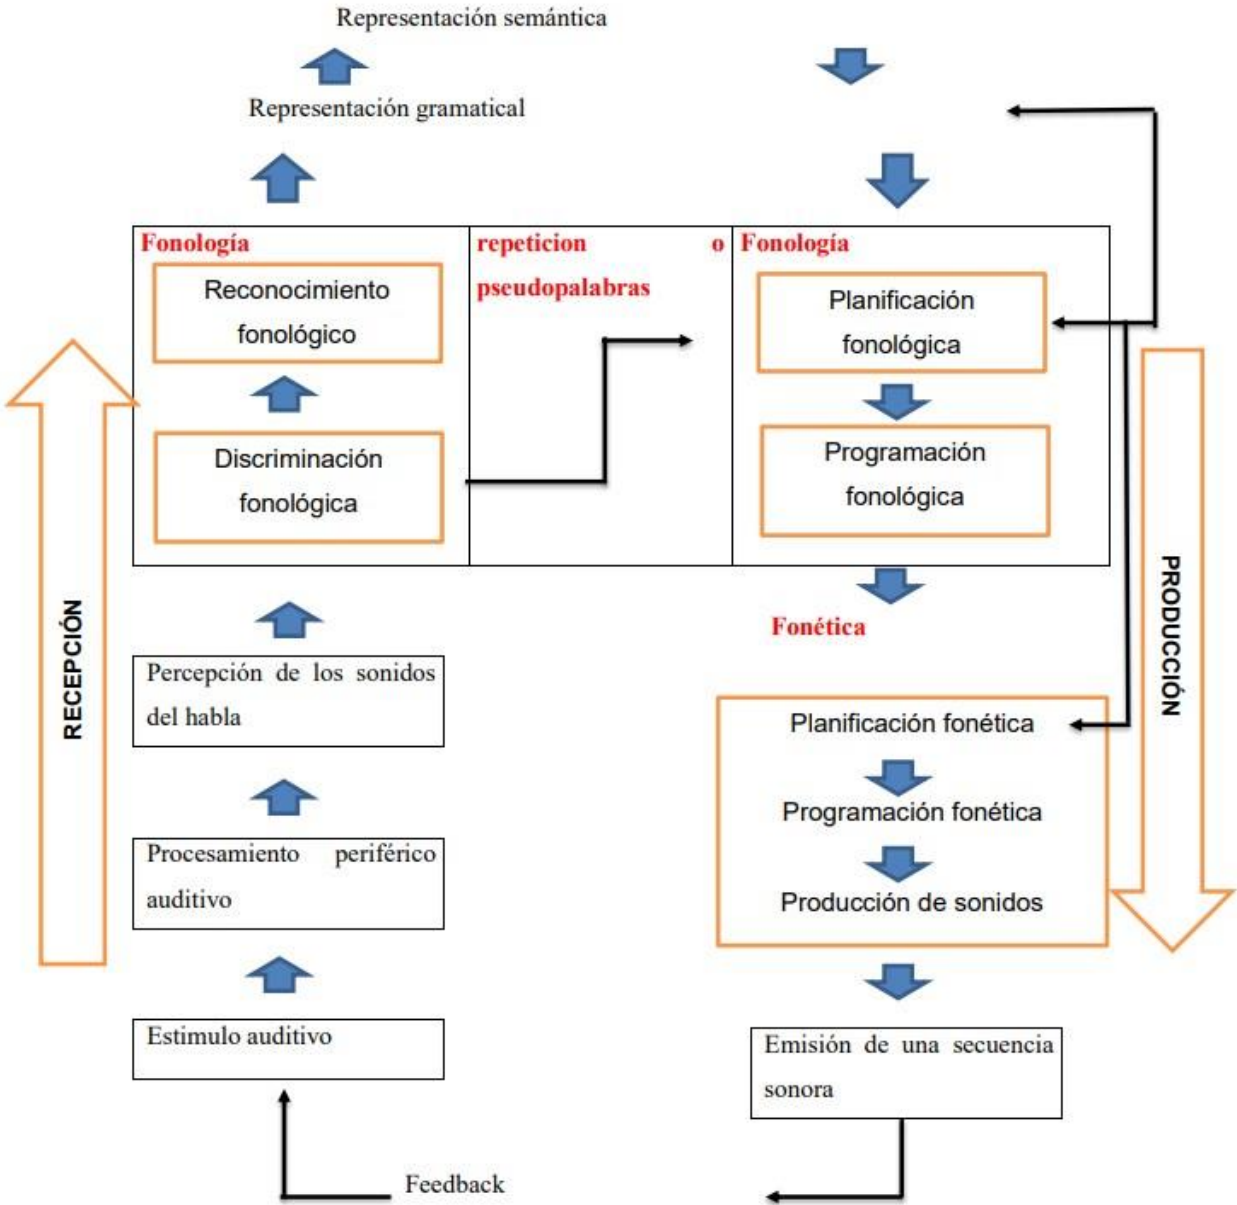 Representación semántica
Representación gramatical
Fonología
Reconocimiento
fonológico
Discriminación
fonológica
repeticion o
pseudopalabras
Fonología
Planificación
fonológica
Programación
fonológica
RECEPCIÓN
PRODUCCIÓN
Percepción de los sonidos
del habla
Fonética
Planificación fonética
Programación fonética
Producción de sonidos
Procesamiento periférico
auditivo
Estimulo auditivo
Emisión de una secuencia
sonora
Feedback